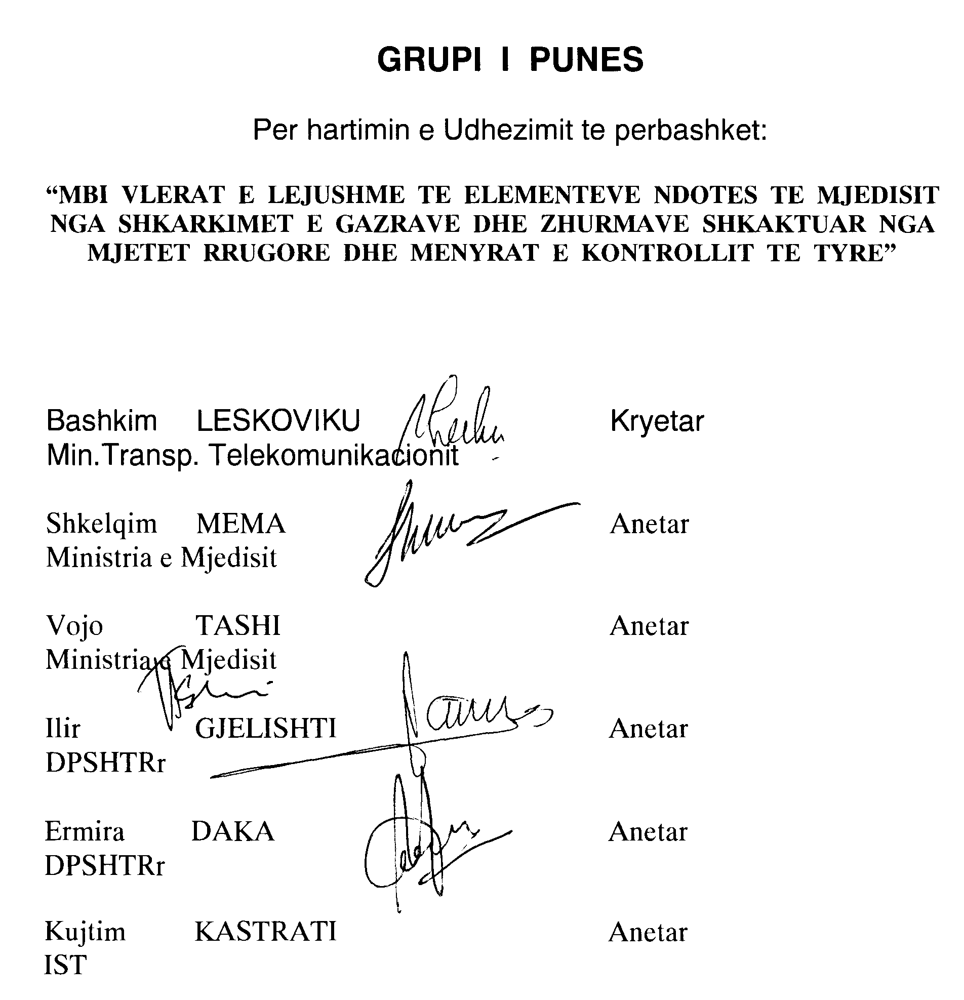 GRUPI I PUNES
Per hartimin e Udhezimit te perbashket:
“MBI VLERAT E LEJUSHME TE ELEMENTEVE NDOTES TE MJEDISIT
NGA SHKARKIMET E GAZRAVE DHE ZHURMAVE SHKAKTUAR NGA
MJETET RRUGORE DHE MENYRAT E KONTROLLIT TE TYRE”
Bashkim LESKOVIKU Kryetar
Min.Transp. Telekomunikacionit
Shkelqim MEMA Anetar
Ministria e Mjedisit
Vojo TASHI Anetar
Ministria e Mjedisit
Ilir GJELISHTI Anetar
DPSHTRr
Ermira DAKA Anetar
DPSHTRr
Kujtim KASTRATI Anetar
IST